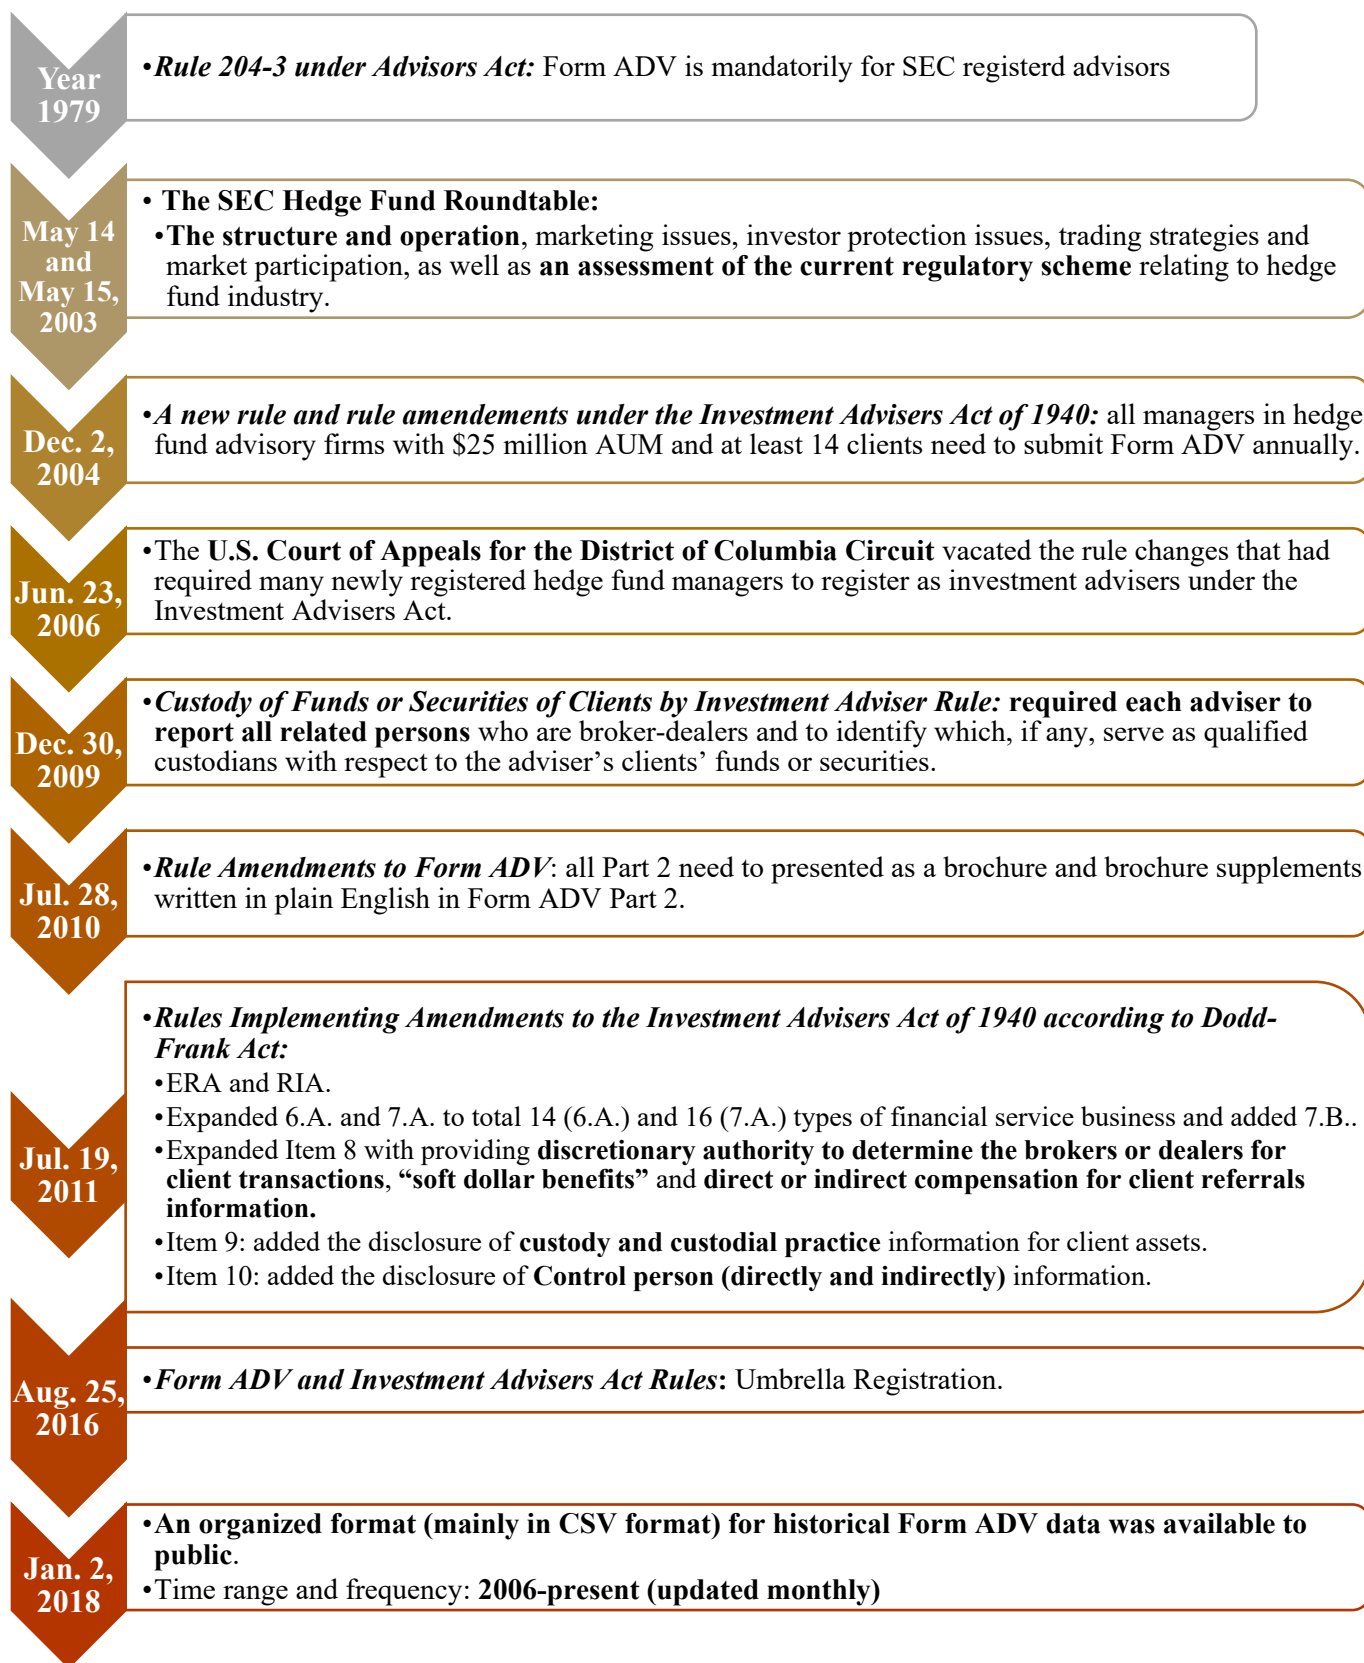 Year
1979
•Rule 204-3 under Advisors Act: Form ADV is mandatorily for SEC registerd advisors
May 14
and
May 15,
2003
• The SEC Hedge Fund Roundtable:
•The structure and operation, marketing issues, investor protection issues, trading strategies and
market participation, as well as an assessment of the current regulatory scheme relating to hedge
fund industry.
Dec. 2,
2004
•A new rule and rule amendements under the Investment Advisers Act of 1940: all managers in hedge
fund advisory firms with $25 million AUM and at least 14 clients need to submit Form ADV annually.
Jun. 23,
2006
•The U.S. Court of Appeals for the District of Columbia Circuit vacated the rule changes that had
required many newly registered hedge fund managers to register as investment advisers under the
Investment Advisers Act.
Dec. 30,
2009
•Custody of Funds or Securities of Clients by Investment Adviser Rule: required each adviser to
report all related persons who are broker-dealers and to identify which, if any, serve as qualified
custodians with respect to the adviser’s clients’ funds or securities.
Jul. 28,
2010
•Rule Amendments to Form ADV: all Part 2 need to presented as a brochure and brochure supplements
written in plain English in Form ADV Part 2.
Jul. 19,
2011
•Rules Implementing Amendments to the Investment Advisers Act of 1940 according to Dodd-
Frank Act:
•ERA and RIA.
•Expanded 6.A. and 7.A. to total 14 (6.A.) and 16 (7.A.) types of financial service business and added 7.B..
•Expanded Item 8 with providing discretionary authority to determine the brokers or dealers for
client transactions, “soft dollar benefits” and direct or indirect compensation for client referrals
information.
•Item 9: added the disclosure of custody and custodial practice information for client assets.
•Item 10: added the disclosure of Control person (directly and indirectly) information.
Aug. 25,
2016
•Form ADV and Investment Advisers Act Rules: Umbrella Registration.
Jan. 2,
2018
•An organized format (mainly in CSV format) for historical Form ADV data was available to
public.
•Time range and frequency: 2006-present (updated monthly)